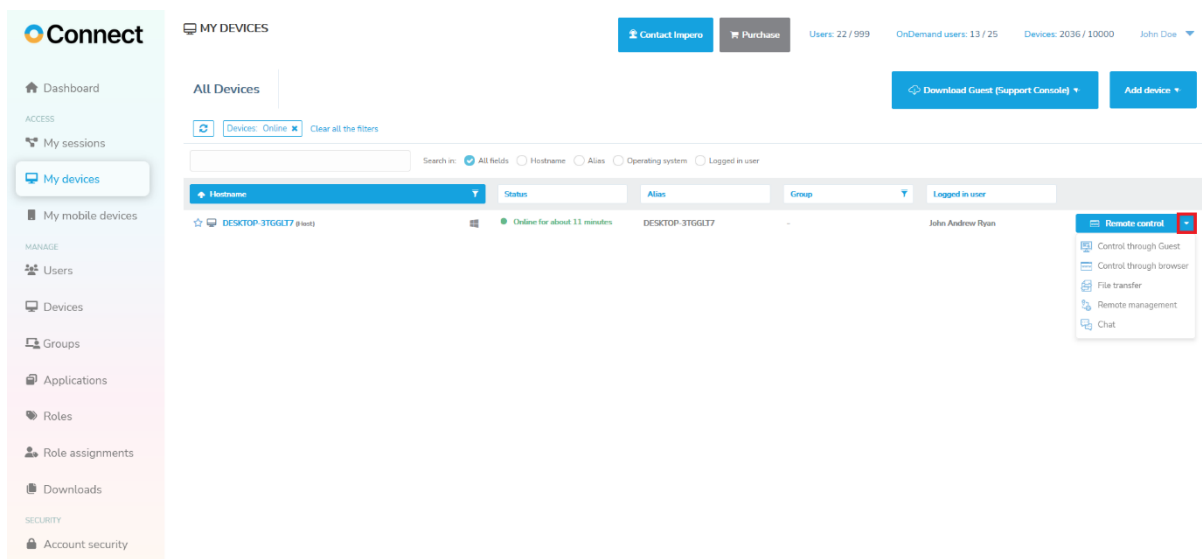 Connect
MY DEVICES
Contact Impero
Purchase
Users: 22 / 999
OnDemand users: 13 / 25
Devices: 2036 / 10000
John Doe
Dashboard
ACCESS
My sessions
My devices
My mobile devices
MANAGE
Users
Devices
Groups
Applications
Roles
Role assignments
Downloads
SECURITY
Account security
All Devices
Download Guest (Support Console)
Add device
Devices: Online
Clear all the filters
Search in: All fields Hostname Alias Operating system Logged in user
Hostname Status Alias Group Logged in user
DESKTOP-3TGGLT7 (Host) Online for about 11 minutes DESKTOP-3TGGLT7 - John Andrew Ryan Remote control
Control through Guest
Control through browser
File transfer
Remote management
Chat